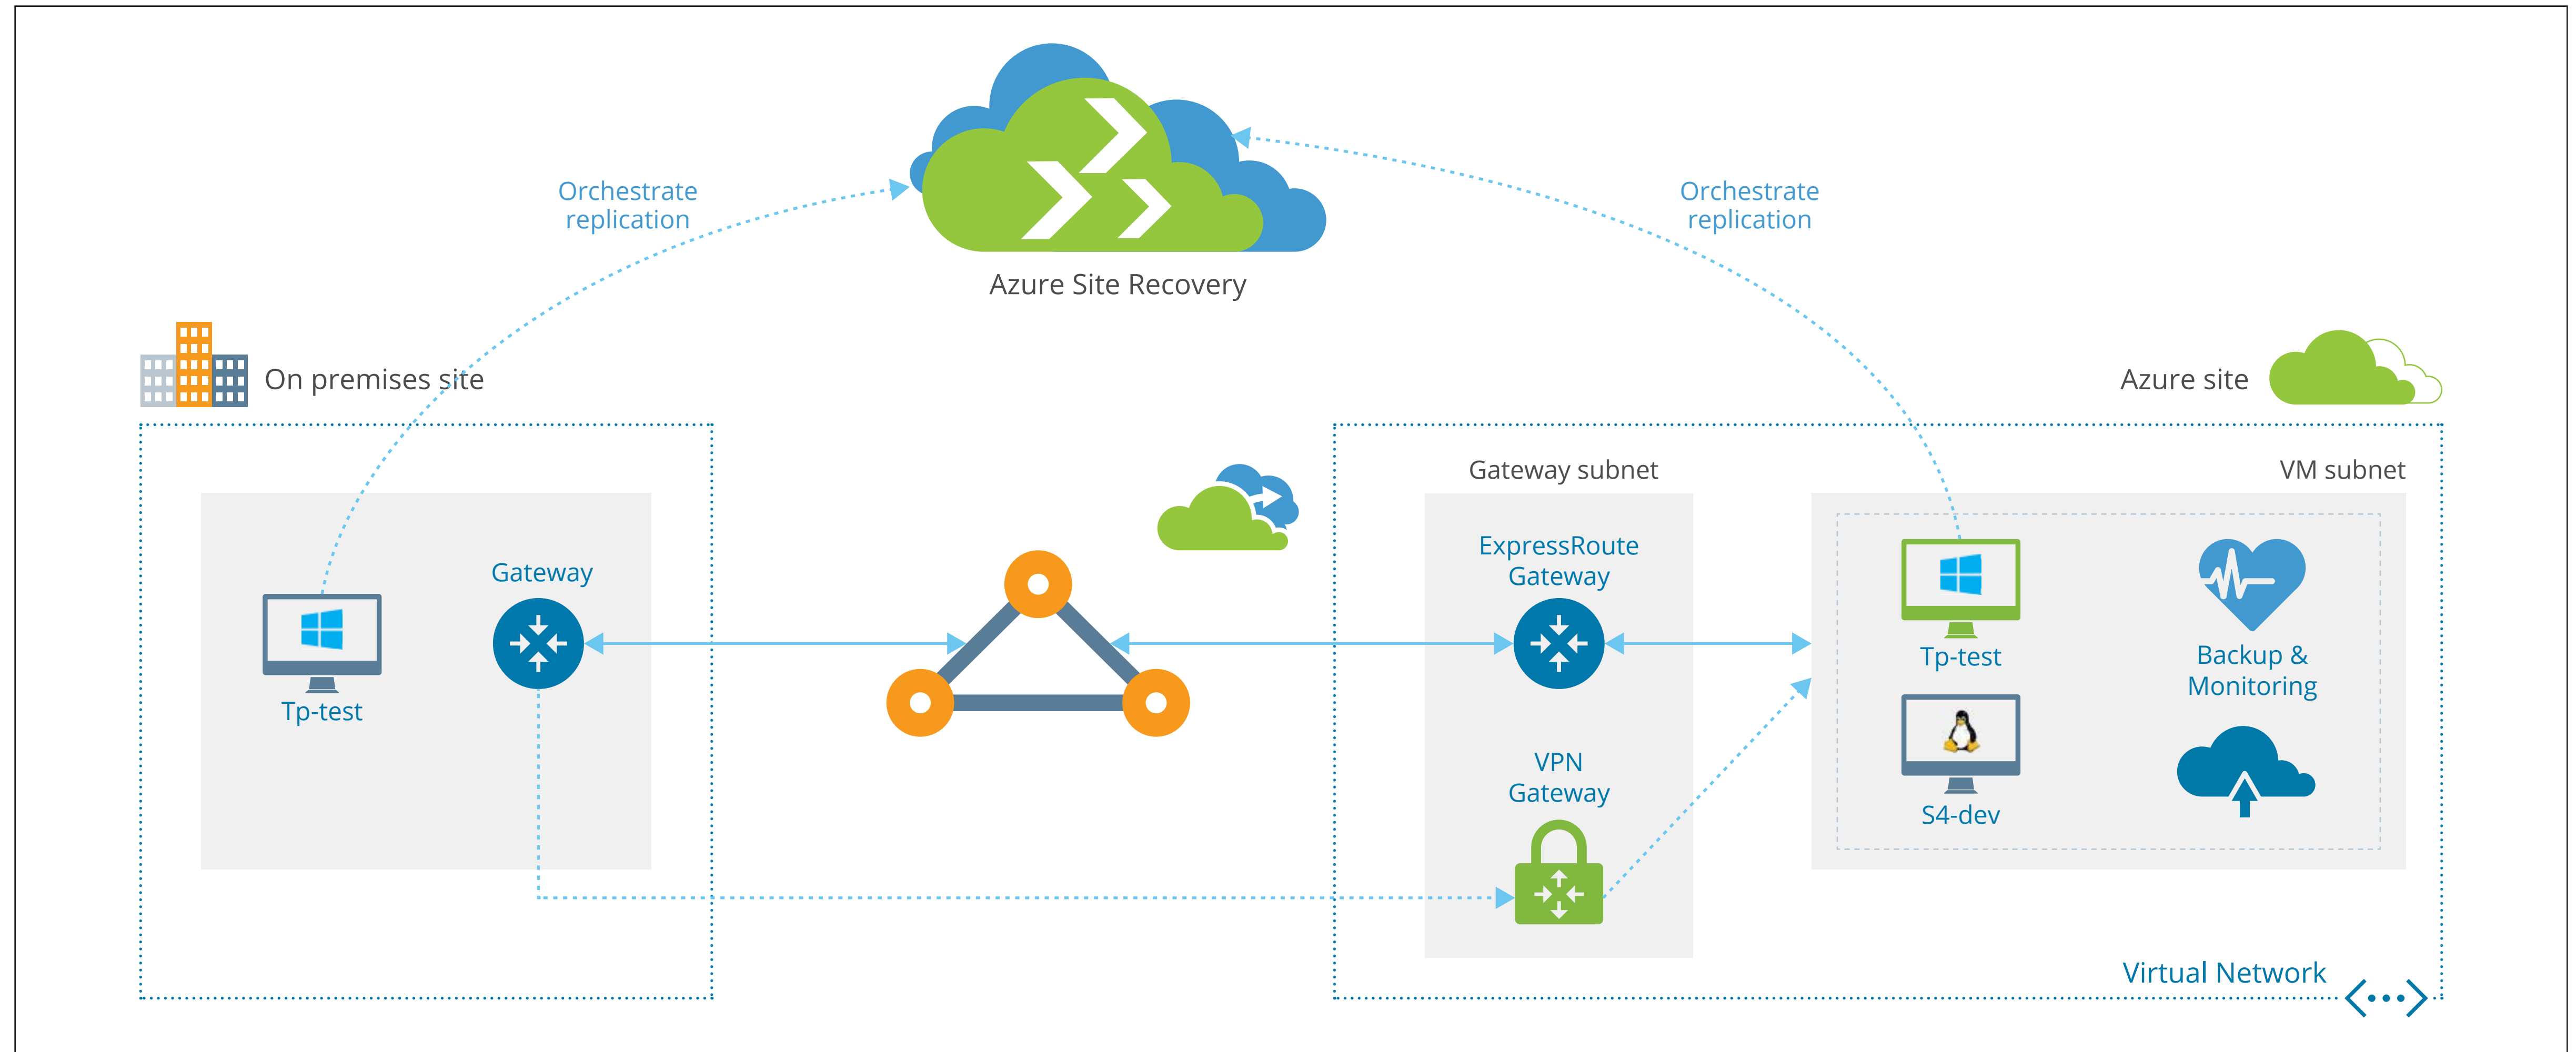 Orchestrate
replication
Orchestrate
replication
Azure Site Recovery
On premises site
Azure site
Gateway subnet
VM subnet
Gateway
Tp-test
ExpressRoute
Gateway
VPN
Gateway
Tp-test
S4-dev
Backup &
Monitoring
Virtual Network